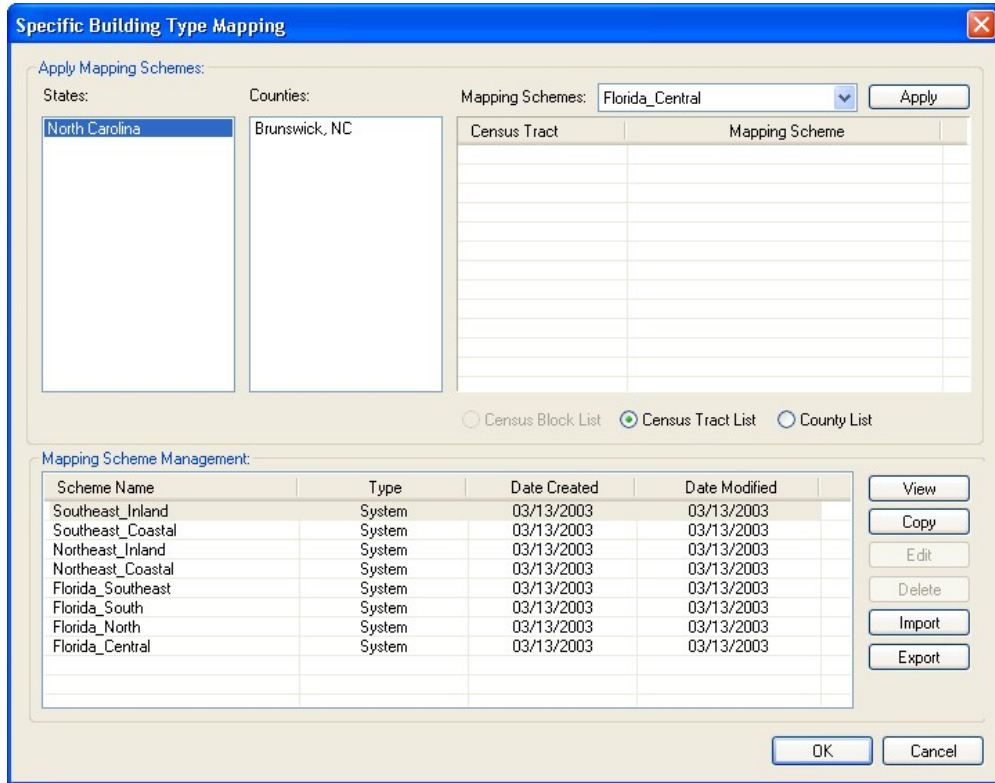 Specific Building Type Mapping
Apply Mapping Schemes:
States: Counties: Mapping Schemes: Florida_Central Apply
North Carolina Brunswick, NC Census Tract Mapping Scheme
Census Block List Census Tract List County List
Mapping Scheme Management:
Scheme Name Type Date Created Date Modified View
Southeast_Inland System 03/13/2003 03/13/2003
Southeast_Coastal System 03/13/2003 03/13/2003 Copy
Northeast_Inland System 03/13/2003 03/13/2003 Edit
Northeast_Coastal System 03/13/2003 03/13/2003
Florida_Southeast System 03/13/2003 03/13/2003 Delete
Florida_South System 03/13/2003 03/13/2003
Florida_North System 03/13/2003 03/13/2003 Import
Florida_Central System 03/13/2003 03/13/2003 Export
OK Cancel